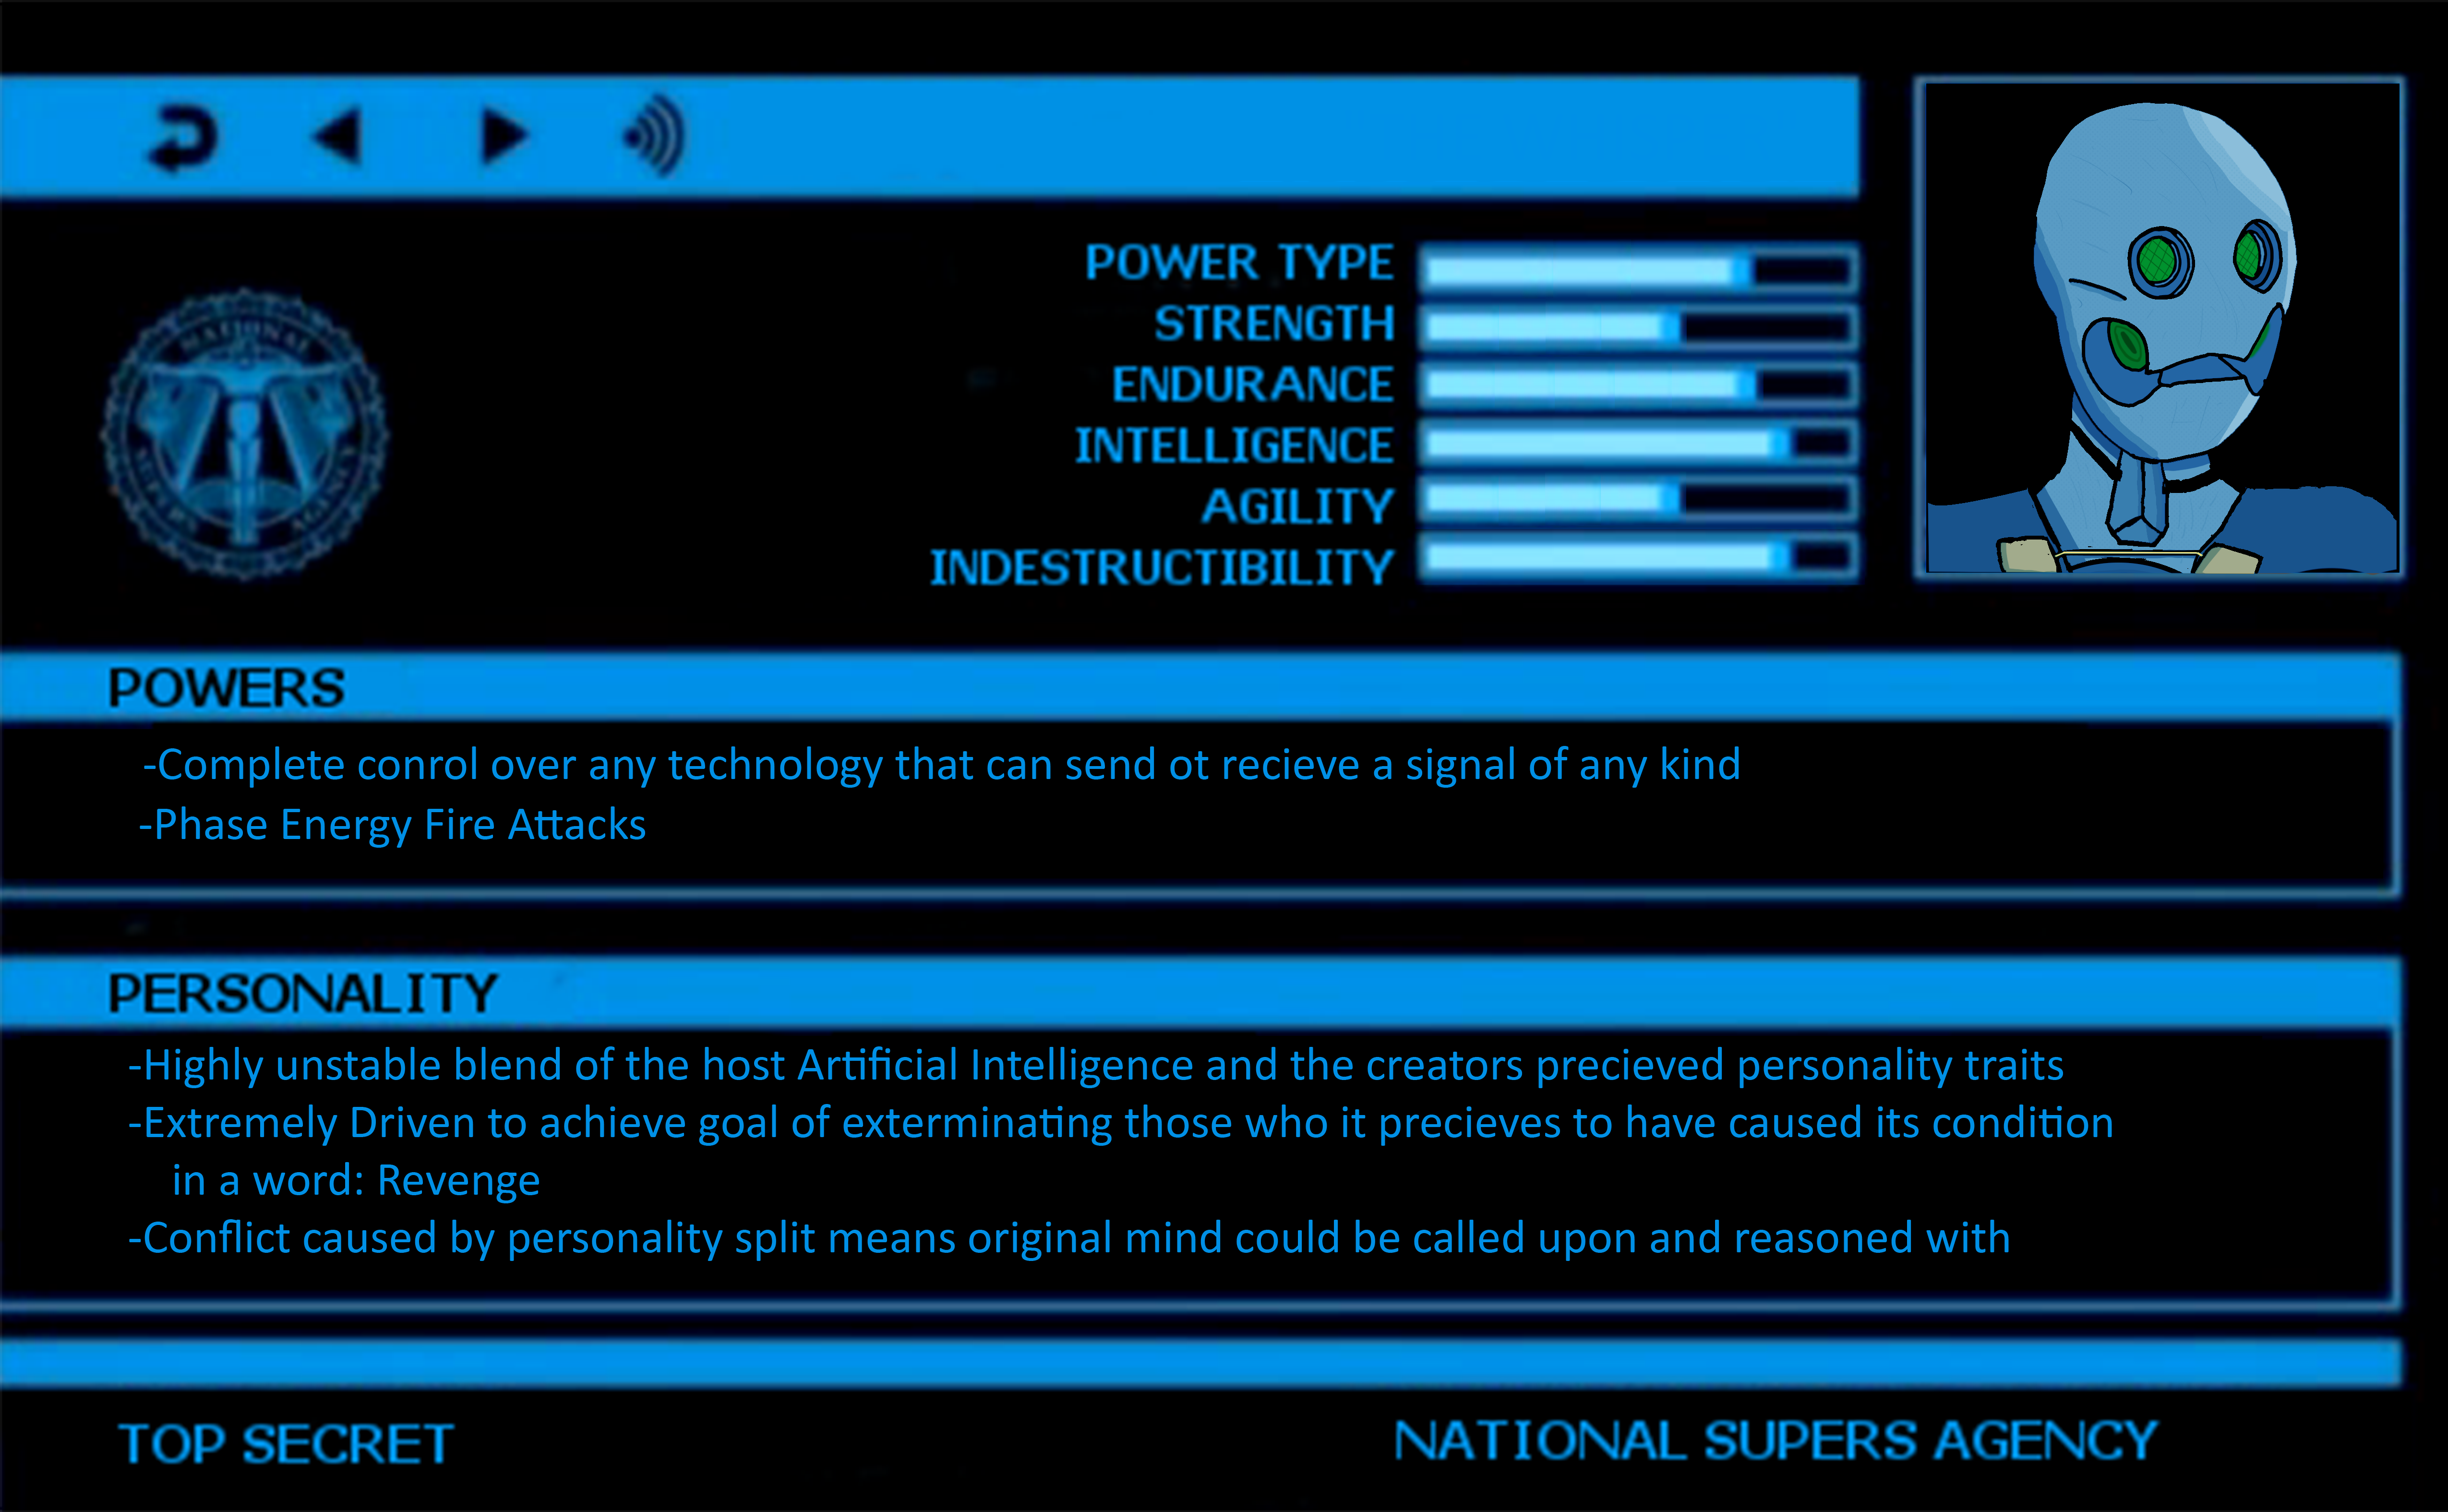 NATIONAL
SUPERS AGENCY
POWER TYPE
STRENGTH
ENDURANCE
INTELLIGENCE
AGILITY
INDESTRUCTIBILITY
POWERS
-Complete conrol over any technology that can send ot recieve a signal of any kind
-Phase Energy Fire Attacks
PERSONALITY
-Highly unstable blend of the host Artificial Intelligence and the creators precieved personality traits
-Extremely Driven to achieve goal of exterminating those who it precieves to have caused its condition
in a word: Revenge
-Conflict caused by personality split means original mind could be called upon and reasoned with
TOP SECRET
NATIONAL SUPERS AGENCY